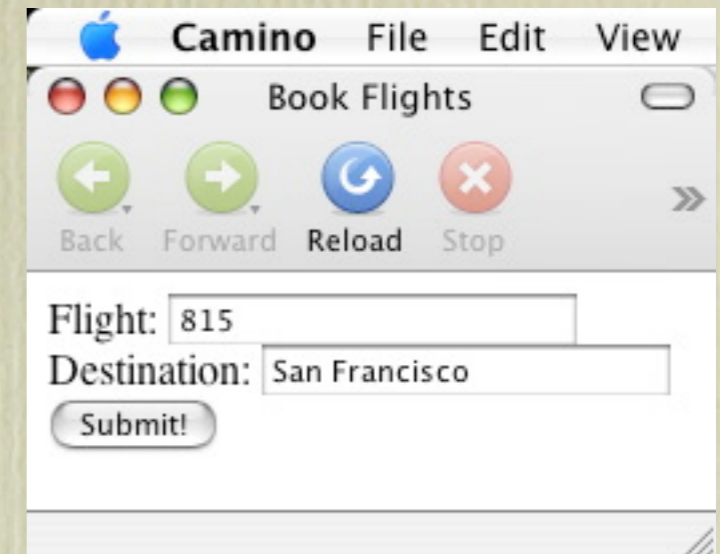 Camino File Edit View
Book Flights
Back Forward Reload Stop
Flight: 815
Destination: San Francisco
Submit!